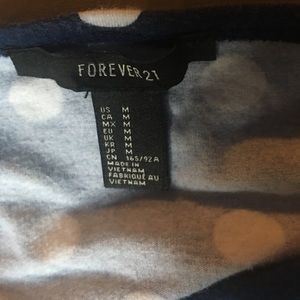 FOREVER 21
US M
CA M
MX M
EU M
UK M
KR M
JP M
CN 165/92A
MADE IN
VIETNAM
FABRIQUÉ AU
VIETNAM